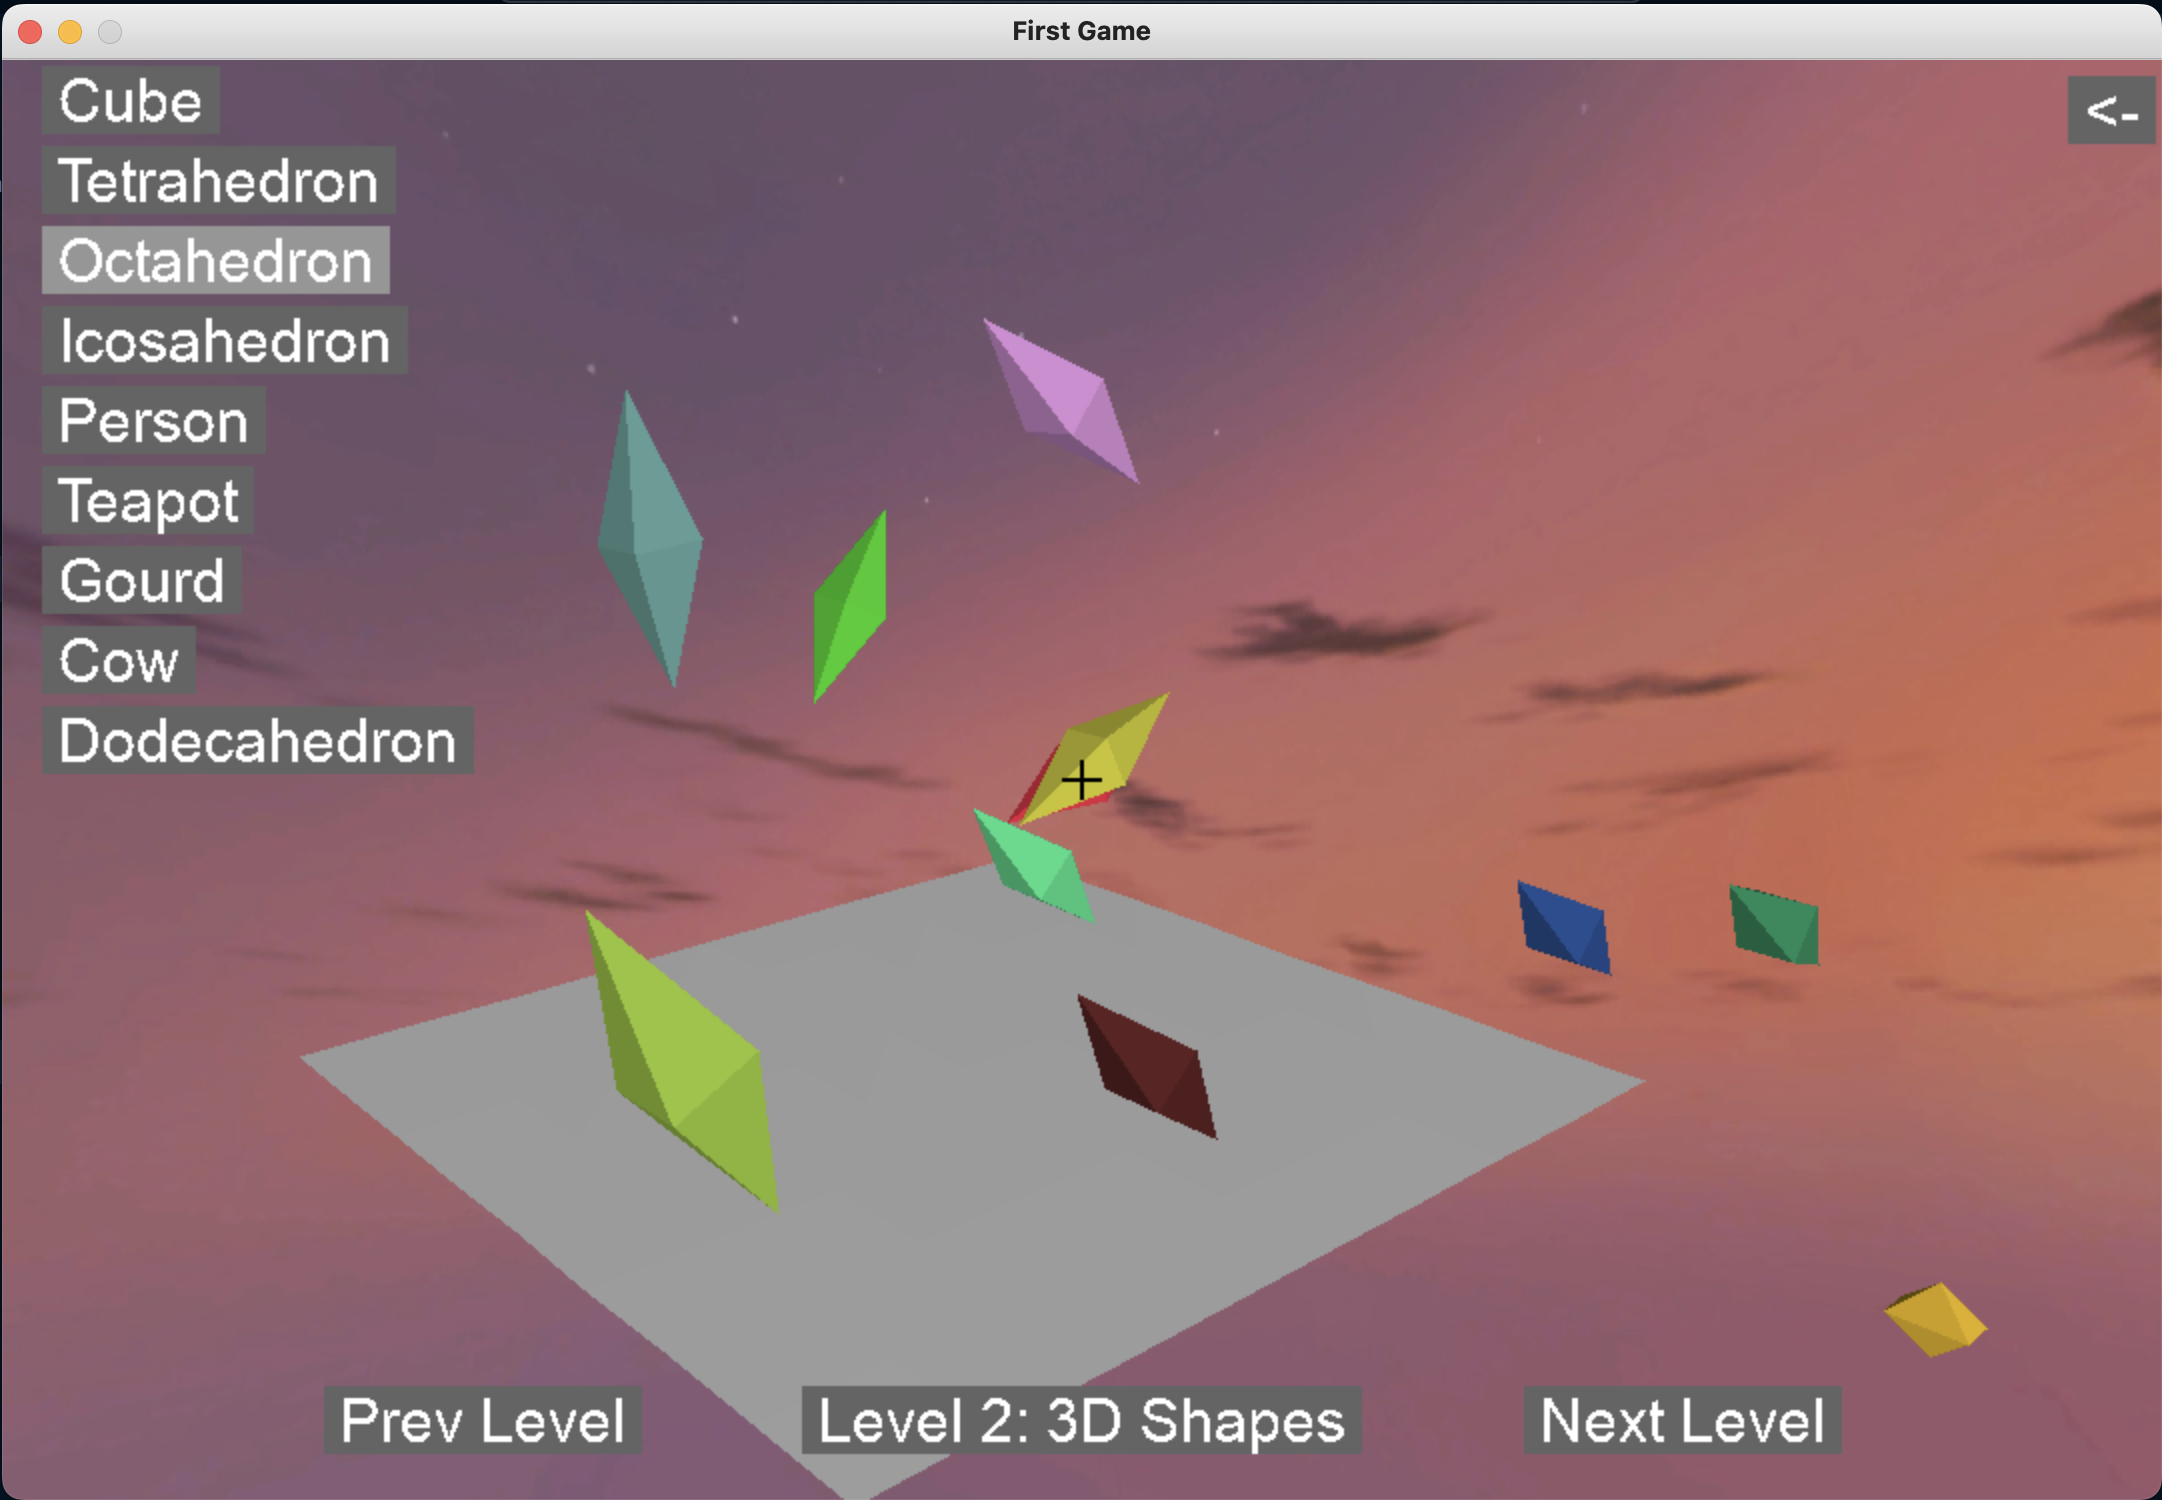 First Game
Cube
<-
Tetrahedron
Octahedron
Icosahedron
Person
Teapot
Gourd
Cow
Dodecahedron
Prev Level
Level 2: 3D Shapes
Next Level